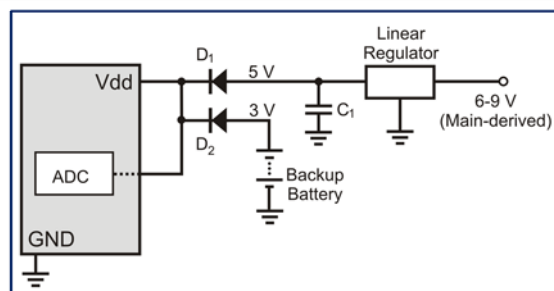 Linear
Regulator
D1
5 V
Vdd
3 V
C1
6-9 V
(Main-derived)
D2
ADC
Backup
Battery
GND